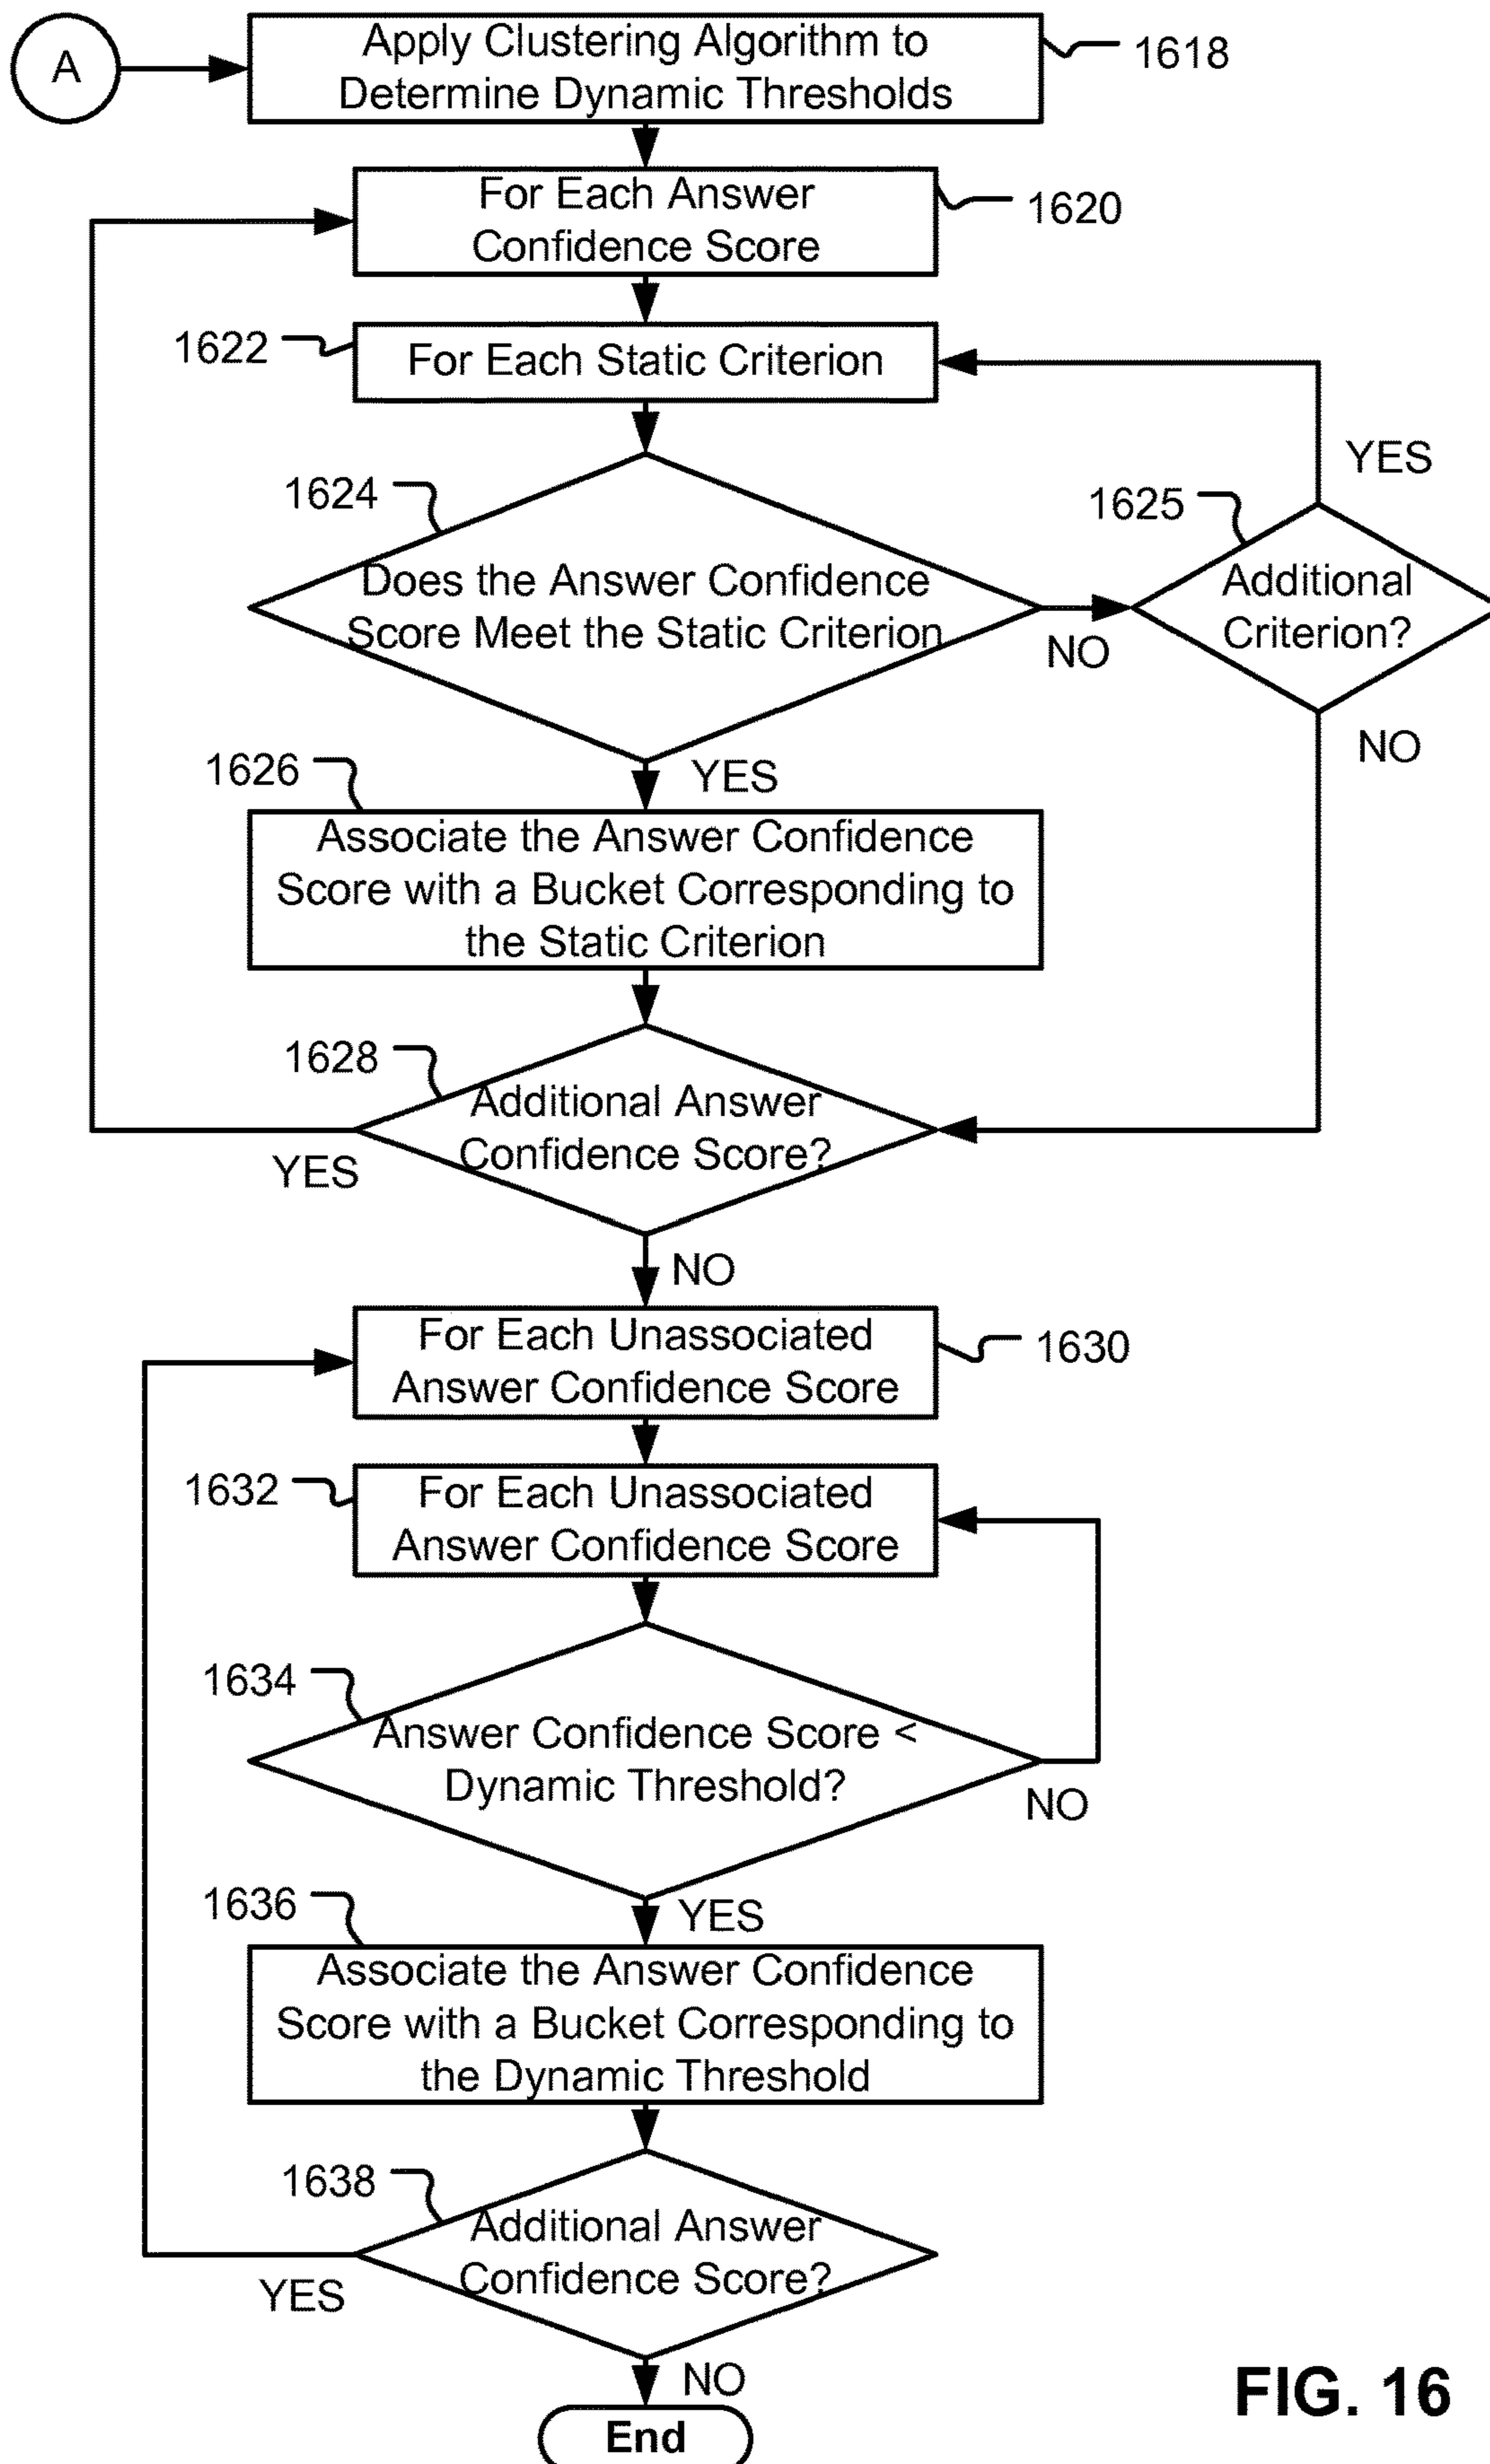 A
Apply Clustering Algorithm to
Determine Dynamic Thresholds
1618
For Each Answer
Confidence Score
1620
1622
For Each Static Criterion
YES
1624
1625
Does the Answer Confidence
Score Meet the Static Criterion
NO
Additional
Criterion?
NO
1626
YES
Associate the Answer Confidence
Score with a Bucket Corresponding to
the Static Criterion
1628
Additional Answer
Confidence Score?
YES
NO
For Each Unassociated
Answer Confidence Score
1630
1632
For Each Unassociated
Answer Confidence Score
1634
Answer Confidence Score <
Dynamic Threshold?
NO
1636
YES
Associate the Answer Confidence
Score with a Bucket Corresponding to
the Dynamic Threshold
1638
Additional Answer
Confidence Score?
YES
NO
End
FIG. 16